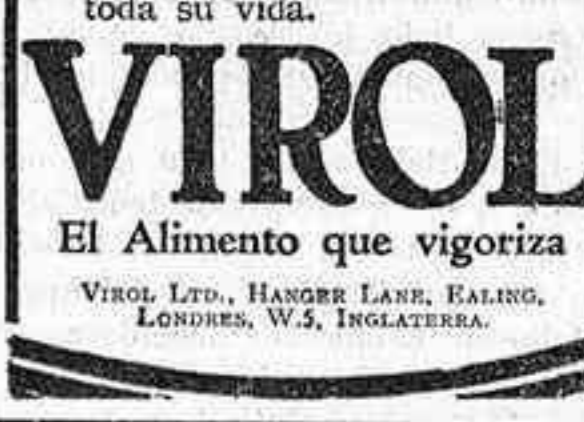 toda su vida.
VIROL
El Alimento que vigoriza
VIROL LTD., HANGER LANE, EALING,
LONDRES, W.5, INGLATERRA.